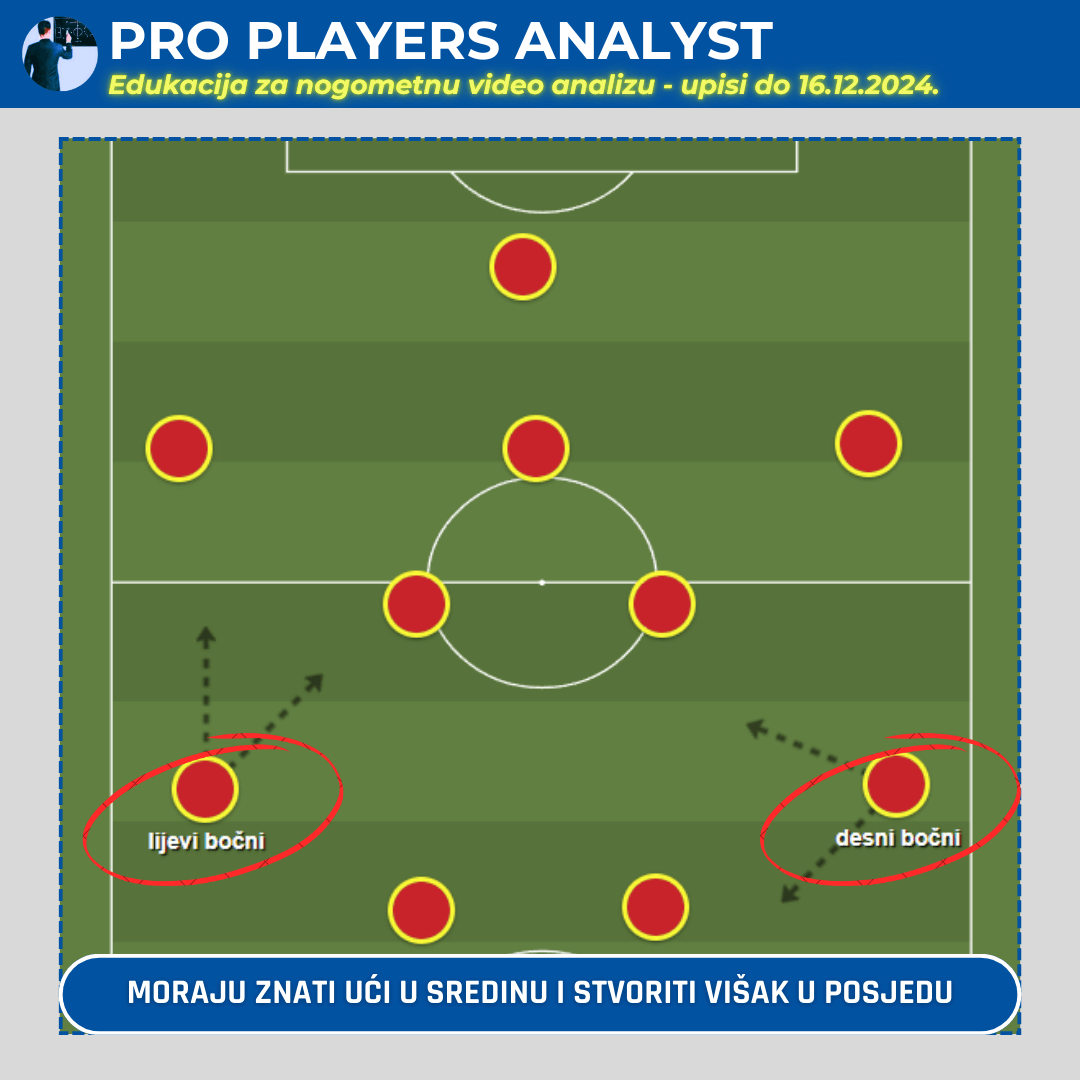 PRO PLAYERS ANALYST
Edukacija za nogometnu video analizu - upisi do 16.12.2024.
lijevi bočni
desni bočni
MORAJU ZNATI UĆI U SREDINU I STVORITI VIŠAK U POSJEDU